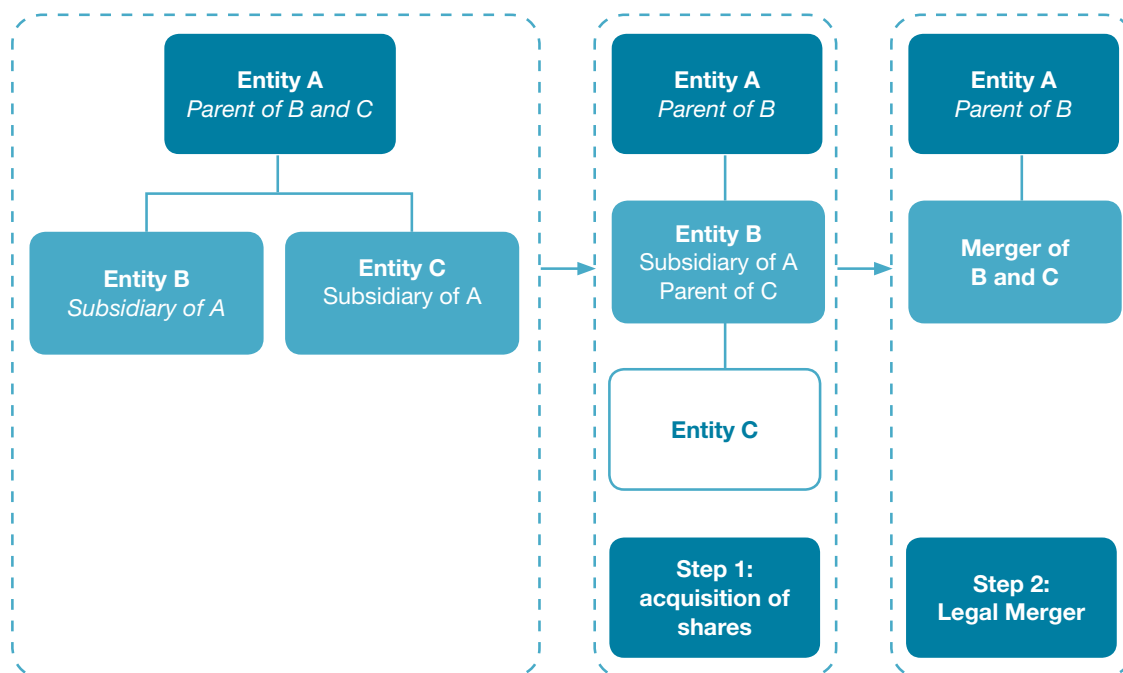 Entity A
Parent of B and C
Entity B
Subsidiary of A
Entity C
Subsidiary of A
Entity A
Parent of B
Entity B
Subsidiary of A
Parent of C
Entity C
Step 1:
acquisition of
shares
Entity A
Parent of B
Merger of
B and C
Step 2:
Legal Merger